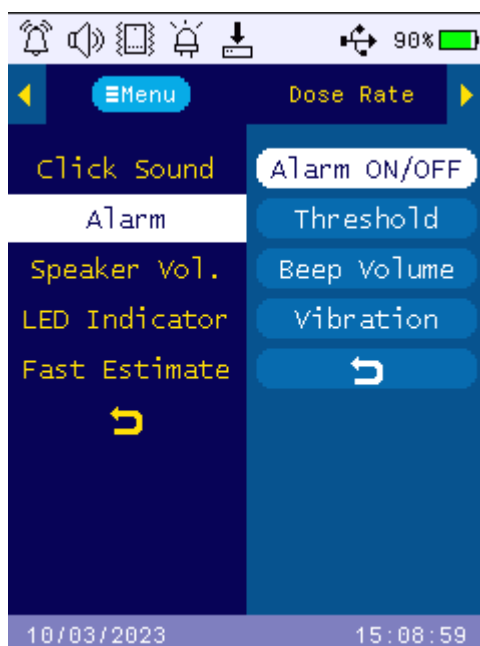 90%
≡Menu
Dose Rate
Click Sound
Alarm ON/OFF
Alarm
Threshold
Speaker Vol.
Beep Volume
LED Indicator
Vibration
Fast Estimate
10/03/2023
15:08:59